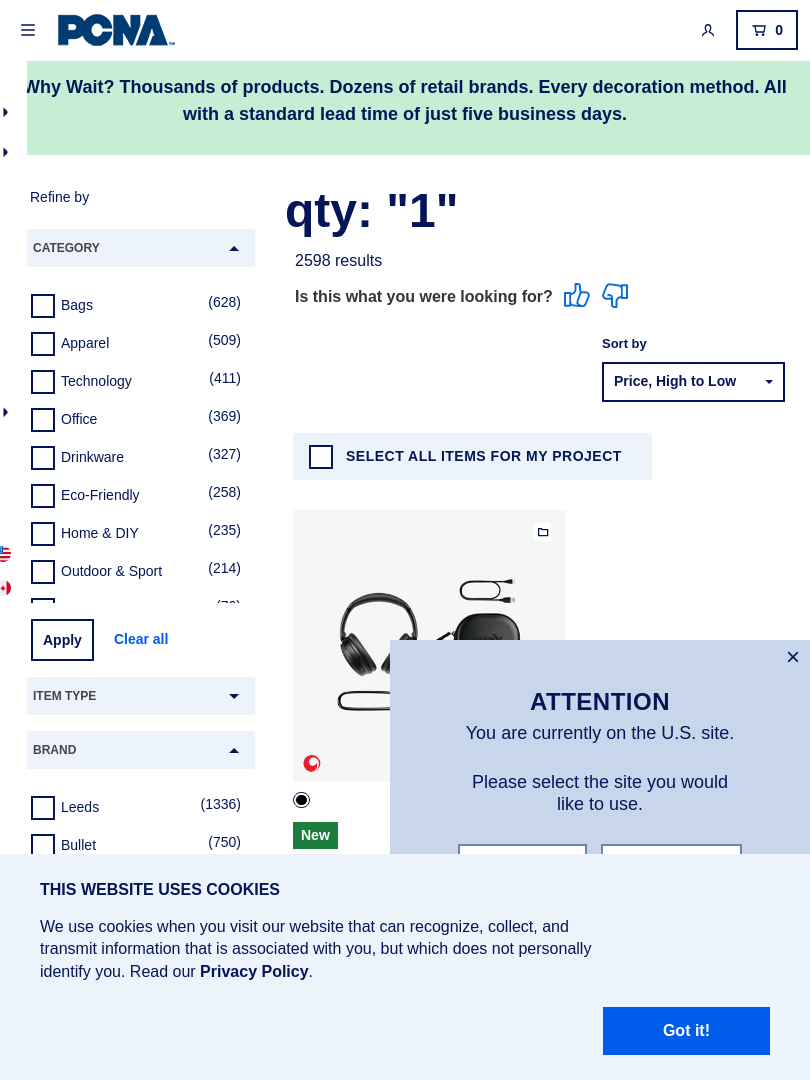 PCNA™
0
Why Wait? Thousands of products. Dozens of retail brands. Every decoration method. All
with a standard lead time of just five business days.
Refine by
qty: "1"
CATEGORY
2598 results
Is this what you were looking for?
Bags (628)
Apparel (509)
Technology (411)
Office (369)
Drinkware (327)
Eco-Friendly (258)
Home & DIY (235)
Outdoor & Sport (214)
Sort by
Price, High to Low
SELECT ALL ITEMS FOR MY PROJECT
Apply
Clear all
ITEM TYPE
BRAND
Leeds (1336)
Bullet (750)
New
ATTENTION
You are currently on the U.S. site.
Please select the site you would
like to use.
THIS WEBSITE USES COOKIES
We use cookies when you visit our website that can recognize, collect, and
transmit information that is associated with you, but which does not personally
identify you. Read our Privacy Policy.
Got it!